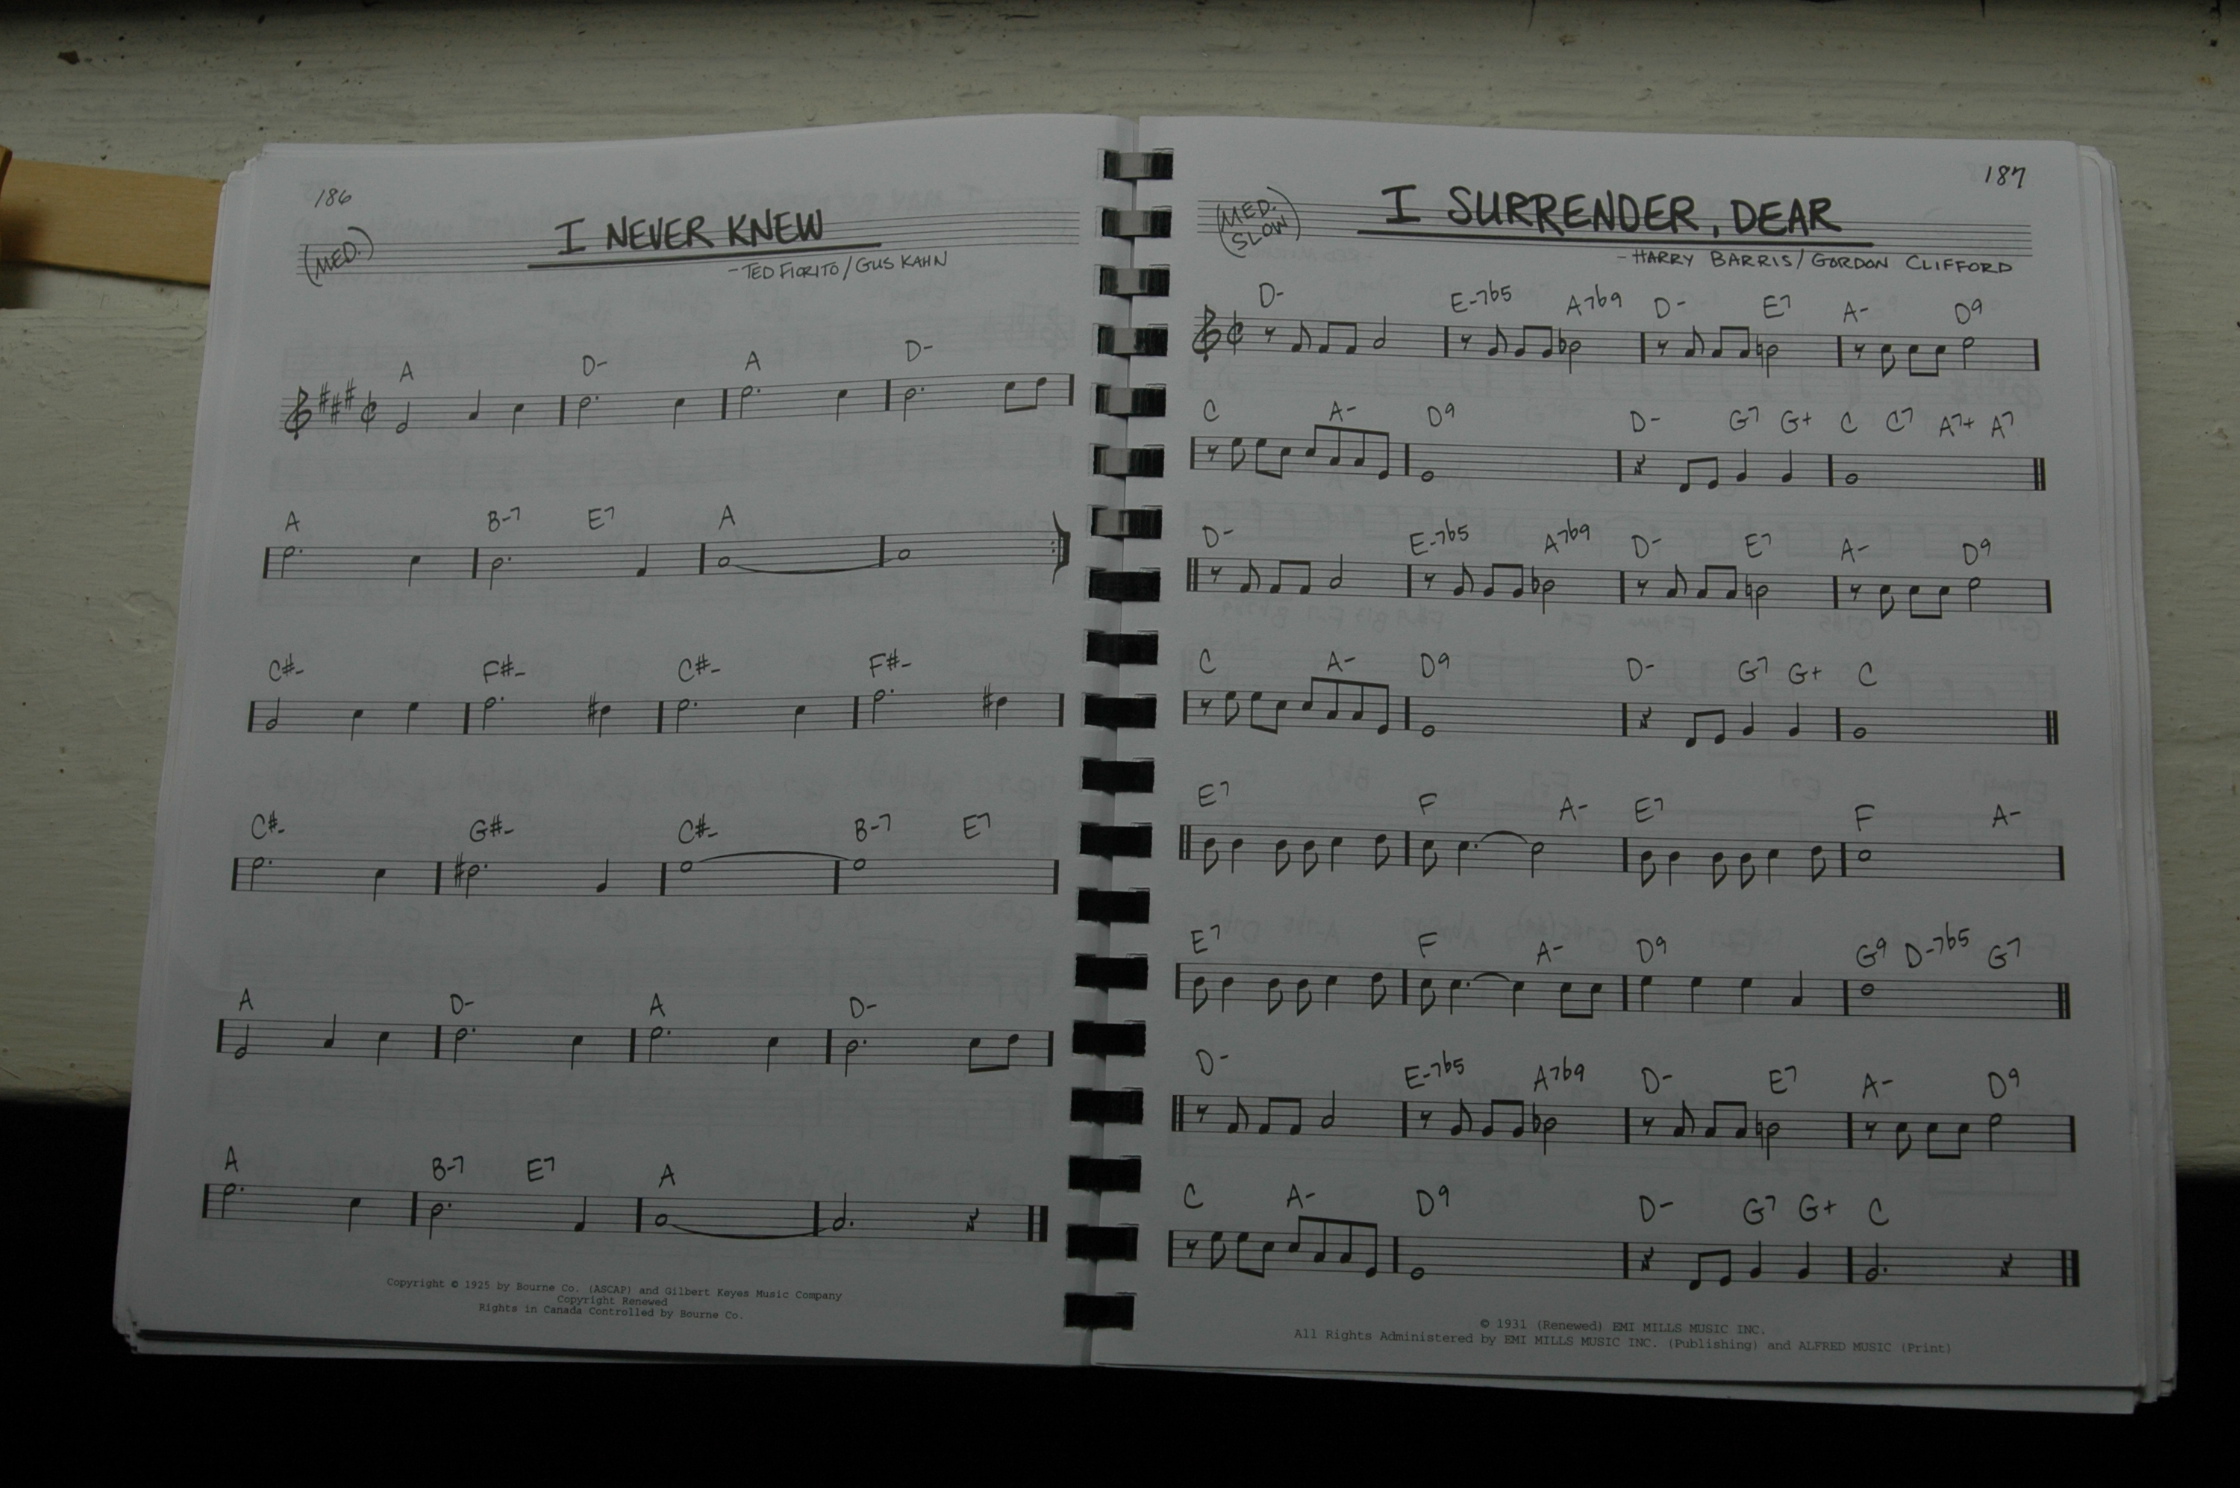 186
I NEVER KNEW
(MED.)
- TED FIORITO/GUS KAHN
A D- A D-
A B-7 E7 A
C#- F#- C#- F#-
C#- G#- C#- B-7 E7
A D- A D-
A B-7 E7 A
Copyright © 1925 by Bourne Co. (ASCAP) and Gilbert Keyes Music Company
Copyright Renewed
Rights in Canada Controlled by Bourne Co.
187
I SURRENDER, DEAR
(MED. SLOW)
- HARRY BARRIS/GORDON CLIFFORD
D- E-7b5 A7b9 D- E7 A- D9
C A- D9 D- G7 G+ C C7 A7+ A7
D- E-7b5 A7b9 D- E7 A- D9
C A- D9 D- G7 G+ C
E7 F A- E7 F A-
E7 F A- D9 G9 D-7b5 G7
D- E-7b5 A7b9 D- E7 A- D9
C A- D9 D- G7 G+ C
© 1931 (Renewed) EMI MILLS MUSIC INC.
All Rights Administered by EMI MILLS MUSIC INC. (Publishing) and ALFRED MUSIC (Print)